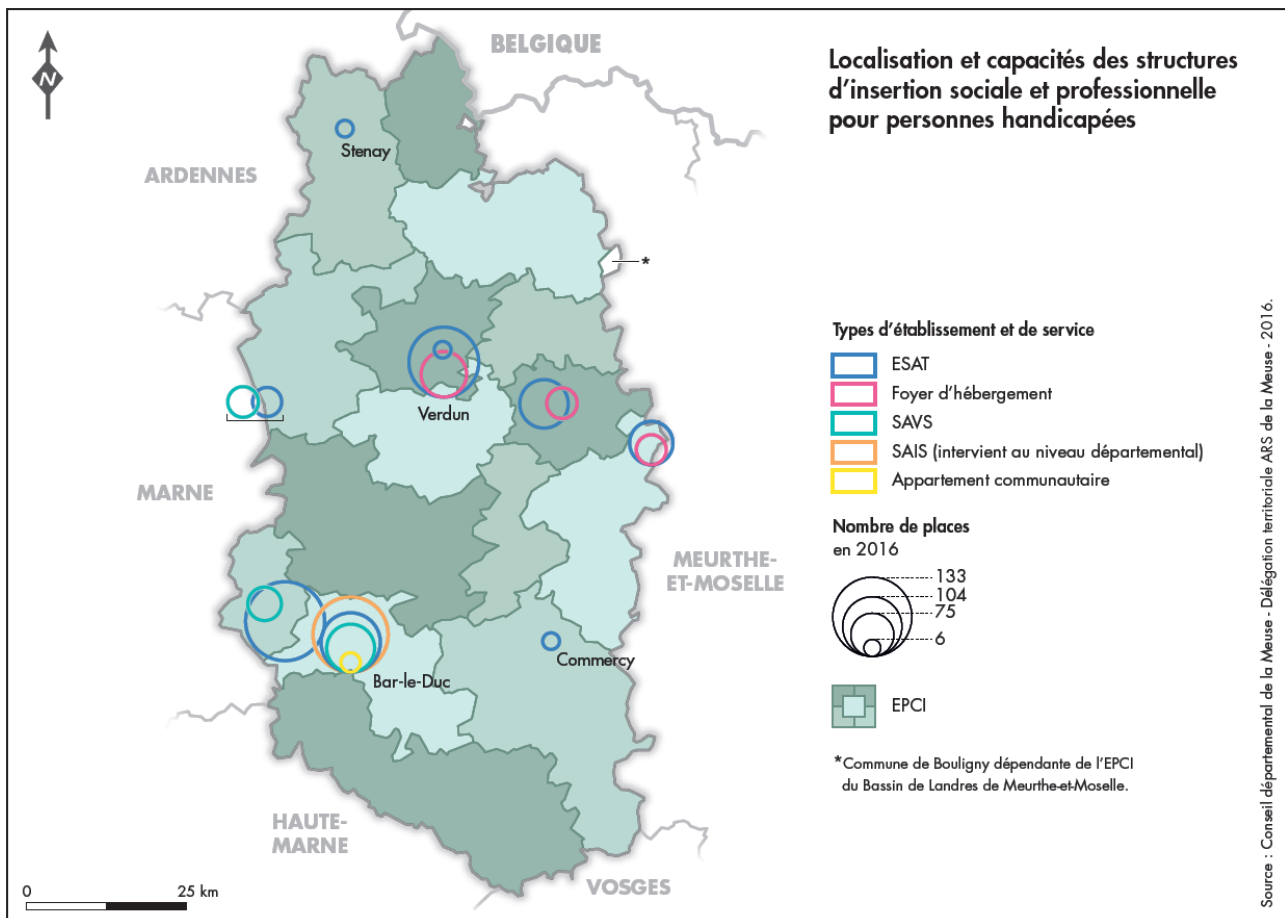 Localisation et capacités des structures
d'insertion sociale et professionnelle
pour personnes handicapées
N
BELGIQUE
Stenay
ARDENNES
*
Verdun
MARNE
MEURTHE-
ET-MOSELLE
Commercy
Bar-le-Duc
HAUTE-
MARNE
VOSGES
0 25 km
Types d'établissement et de service
ESAT
Foyer d'hébergement
SAVS
SAIS (intervient au niveau départemental)
Appartement communautaire
Nombre de places
en 2016
133
104
75
6
EPCI
*Commune de Bouligny dépendante de l'EPCI
du Bassin de Landres de Meurthe-et-Moselle.
Source : Conseil départemental de la Meuse - Délégation territoriale ARS de la Meuse - 2016.